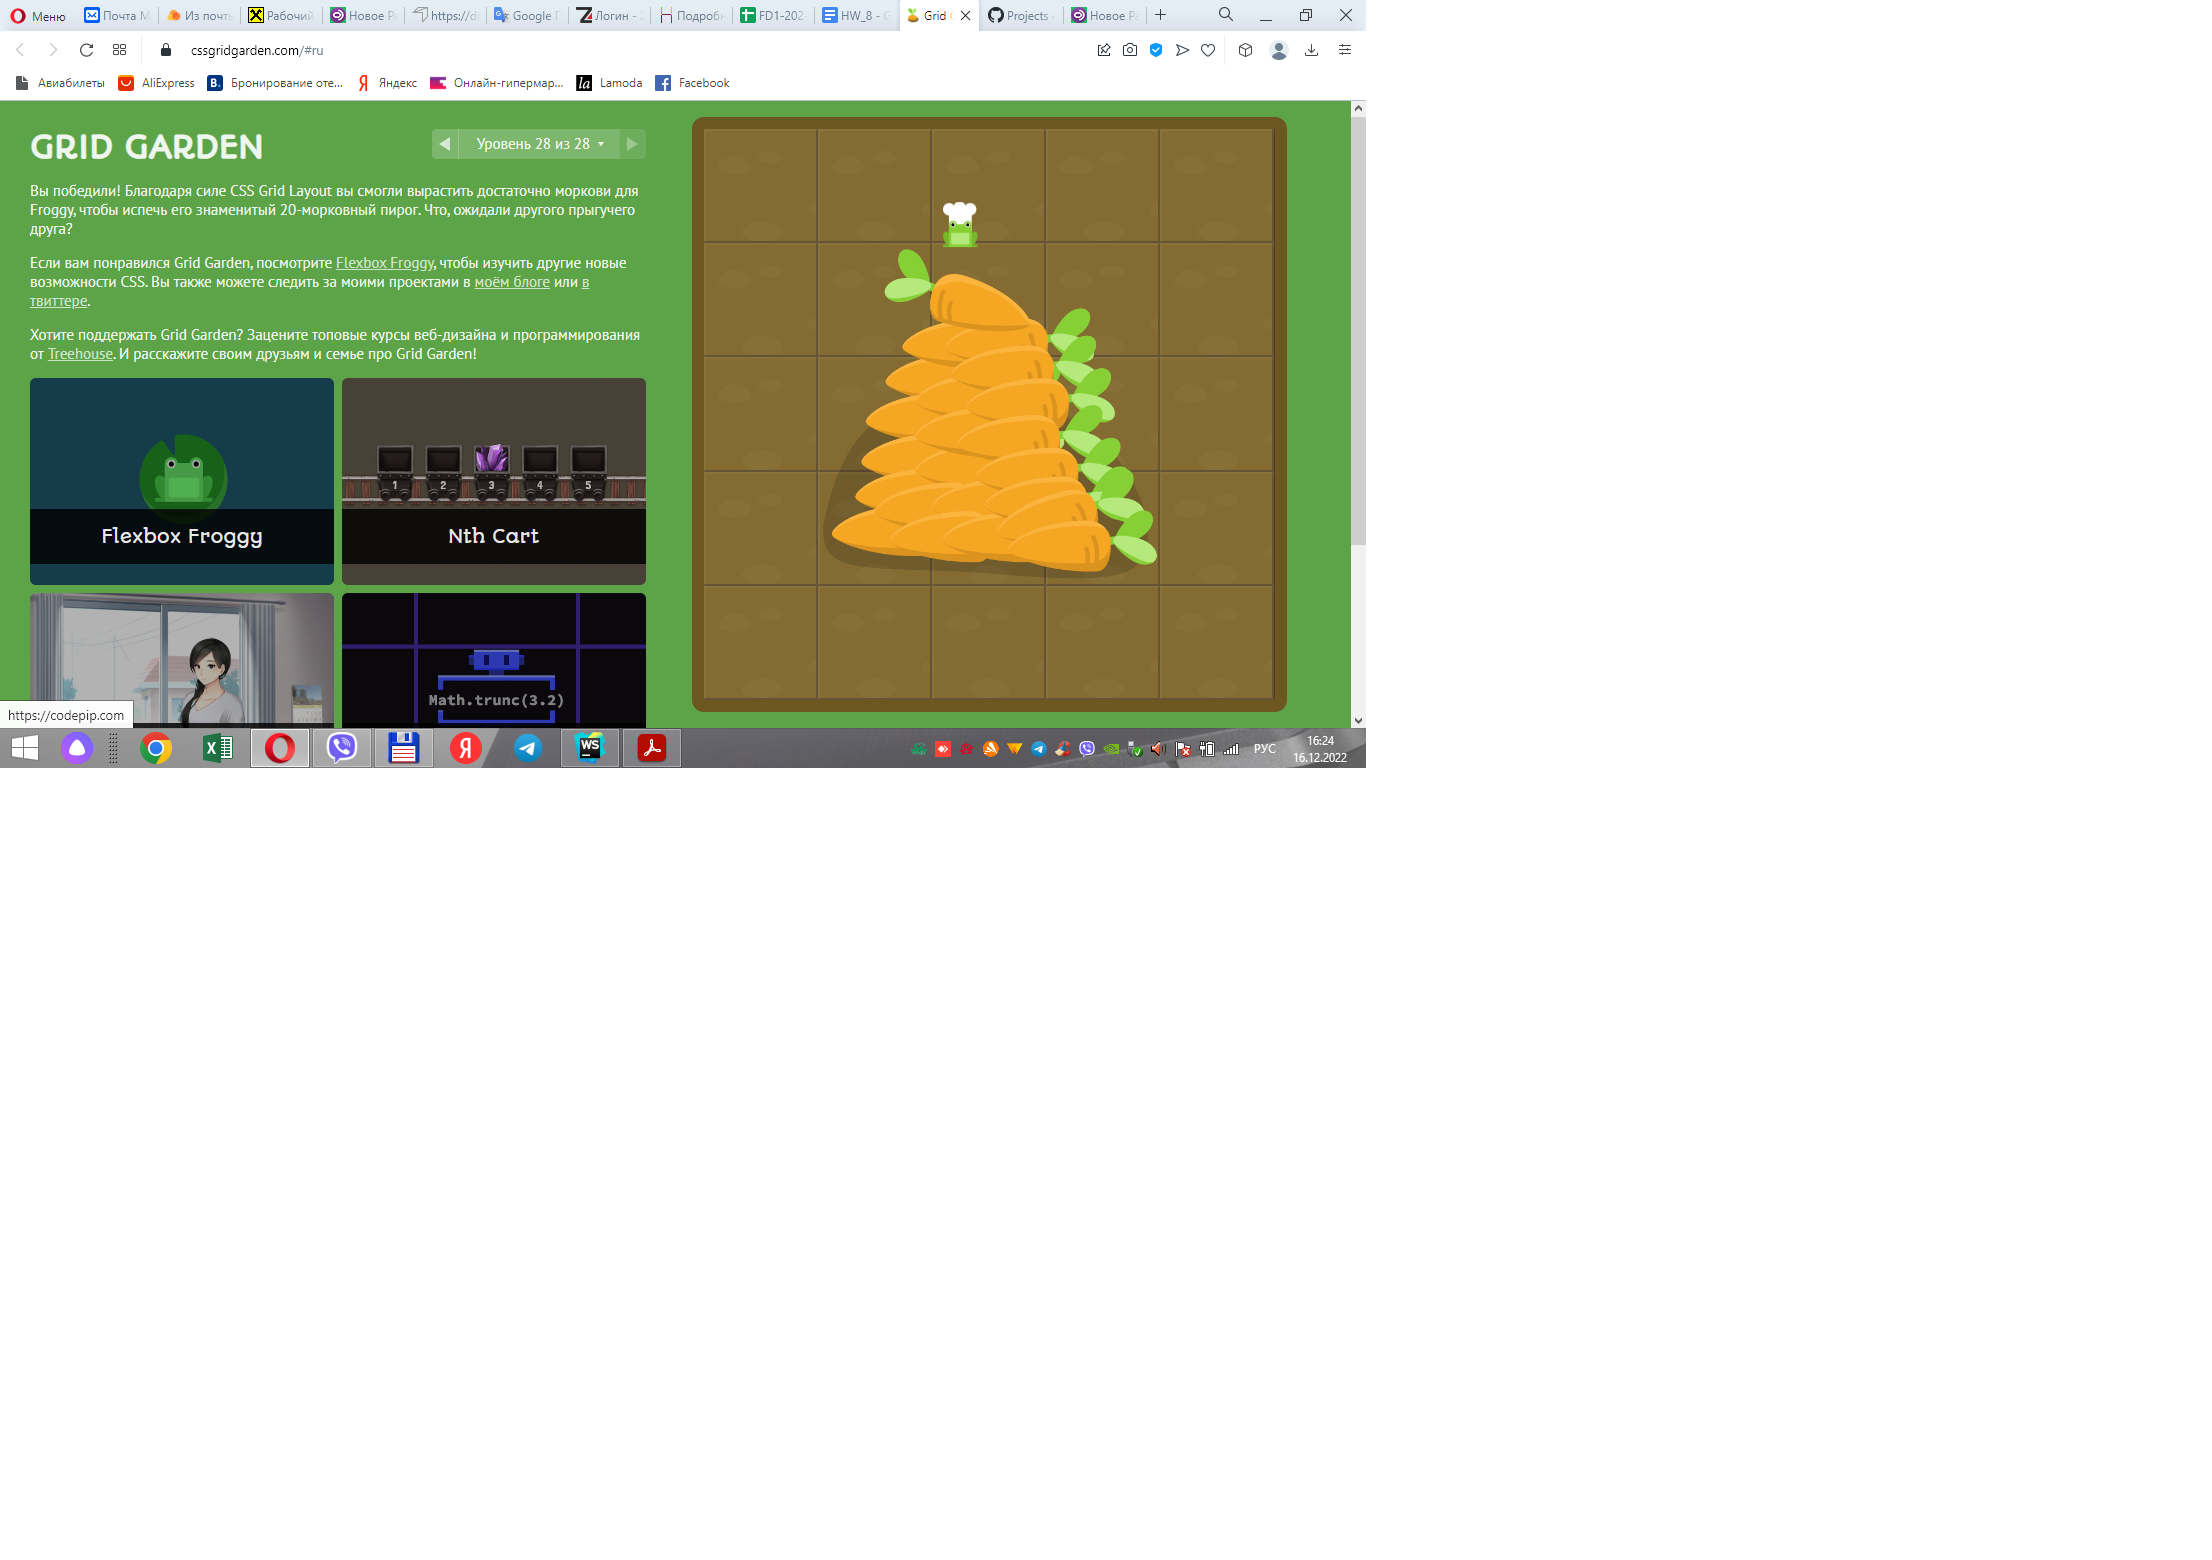 Меню
Почта М
Из почт
Рабочий
Новое Ра
https://d
Google П
Логин - Z
Подроб
FD1-202
HW_8 - G
Grid
Projects
Новое Ра
cssgridgarden.com/#ru
Авиабилеты
AliExpress
Бронирование оте...
Яндекс
Онлайн-гипермар...
Lamoda
Facebook
GRID GARDEN
Уровень 28 из 28
Вы победили! Благодаря силе CSS Grid Layout вы смогли вырастить достаточно моркови для
Froggy, чтобы испечь его знаменитый 20-морковный пирог. Что, ожидали другого прыгучего
друга?
Если вам понравился Grid Garden, посмотрите Flexbox Froggy, чтобы изучить другие новые
возможности CSS. Вы также можете следить за моими проектами в моём блоге или в
твиттере.
Хотите поддержать Grid Garden? Зацените топовые курсы веб-дизайна и программирования
от Treehouse. И расскажите своим друзьям и семье про Grid Garden!
1 2 3 4 5
Flexbox Froggy
Nth Cart
Math.trunc(3.2)
https://codepip.com
WS
РУС
16:24
16.12.2022